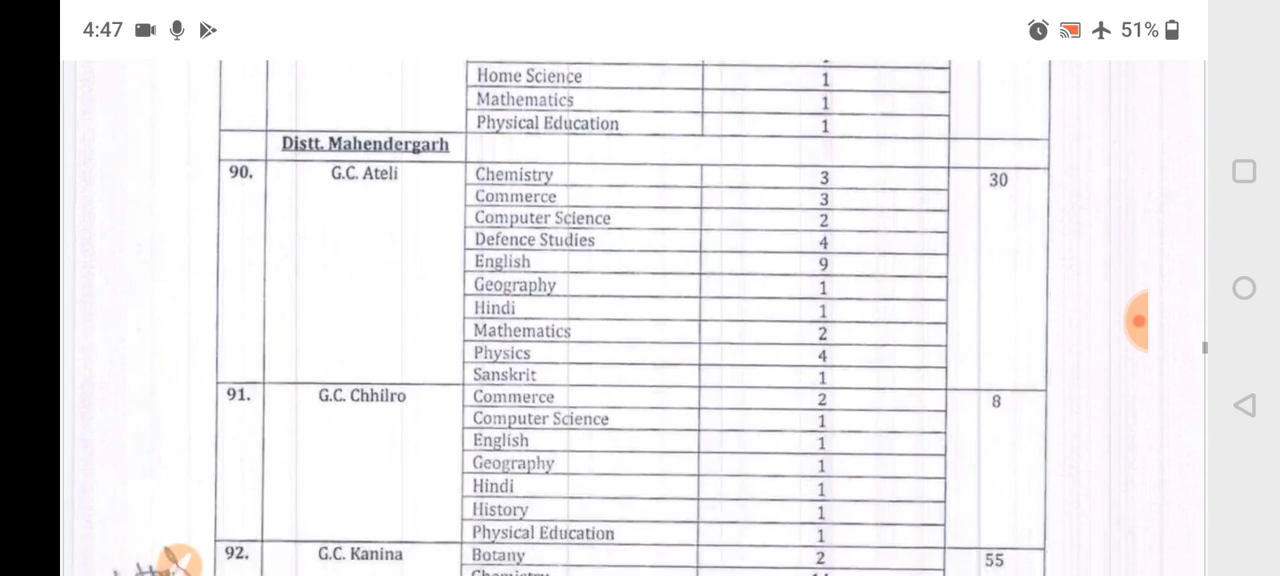 4:47 51%
Home Science 1
Mathematics 1
Physical Education 1
Distt. Mahendergarh
90. G.C. Ateli Chemistry 3 30
Commerce 3
Computer Science 2
Defence Studies 4
English 9
Geography 1
Hindi 1
Mathematics 2
Physics 4
Sanskrit 1
91. G.C. Chhilro Commerce 2 8
Computer Science 1
English 1
Geography 1
Hindi 1
History 1
Physical Education 1
92. G.C. Kanina Botany 2 55